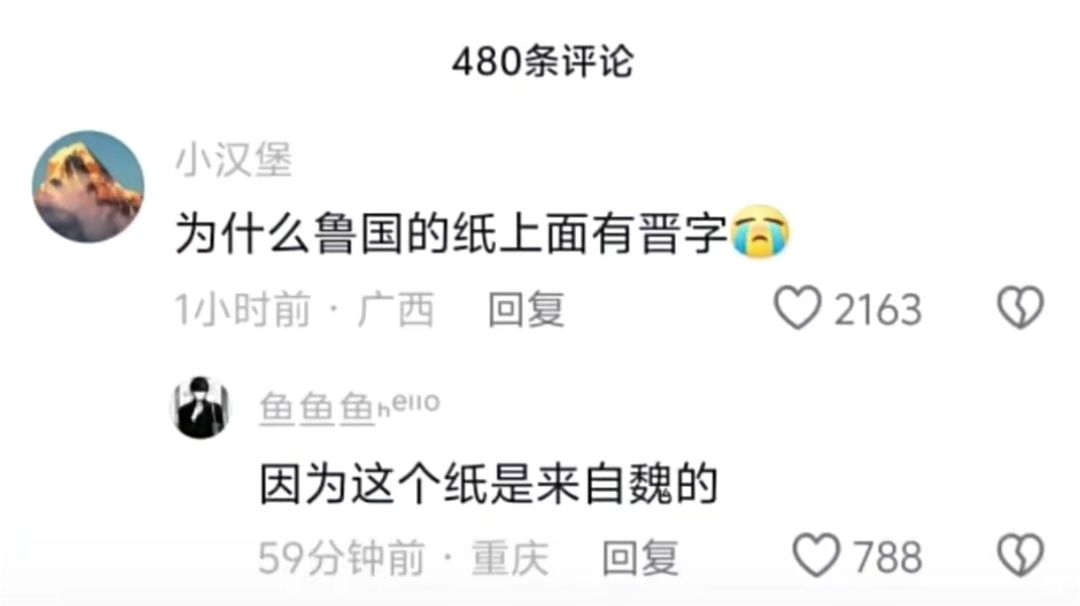 480条评论
小汉堡
为什么鲁国的纸上面有晋字😭
1小时前 · 广西 回复 2163
鱼鱼鱼ₕᵉˡˡᵒ
因为这个纸是来自魏的
59分钟前 · 重庆 回复 788